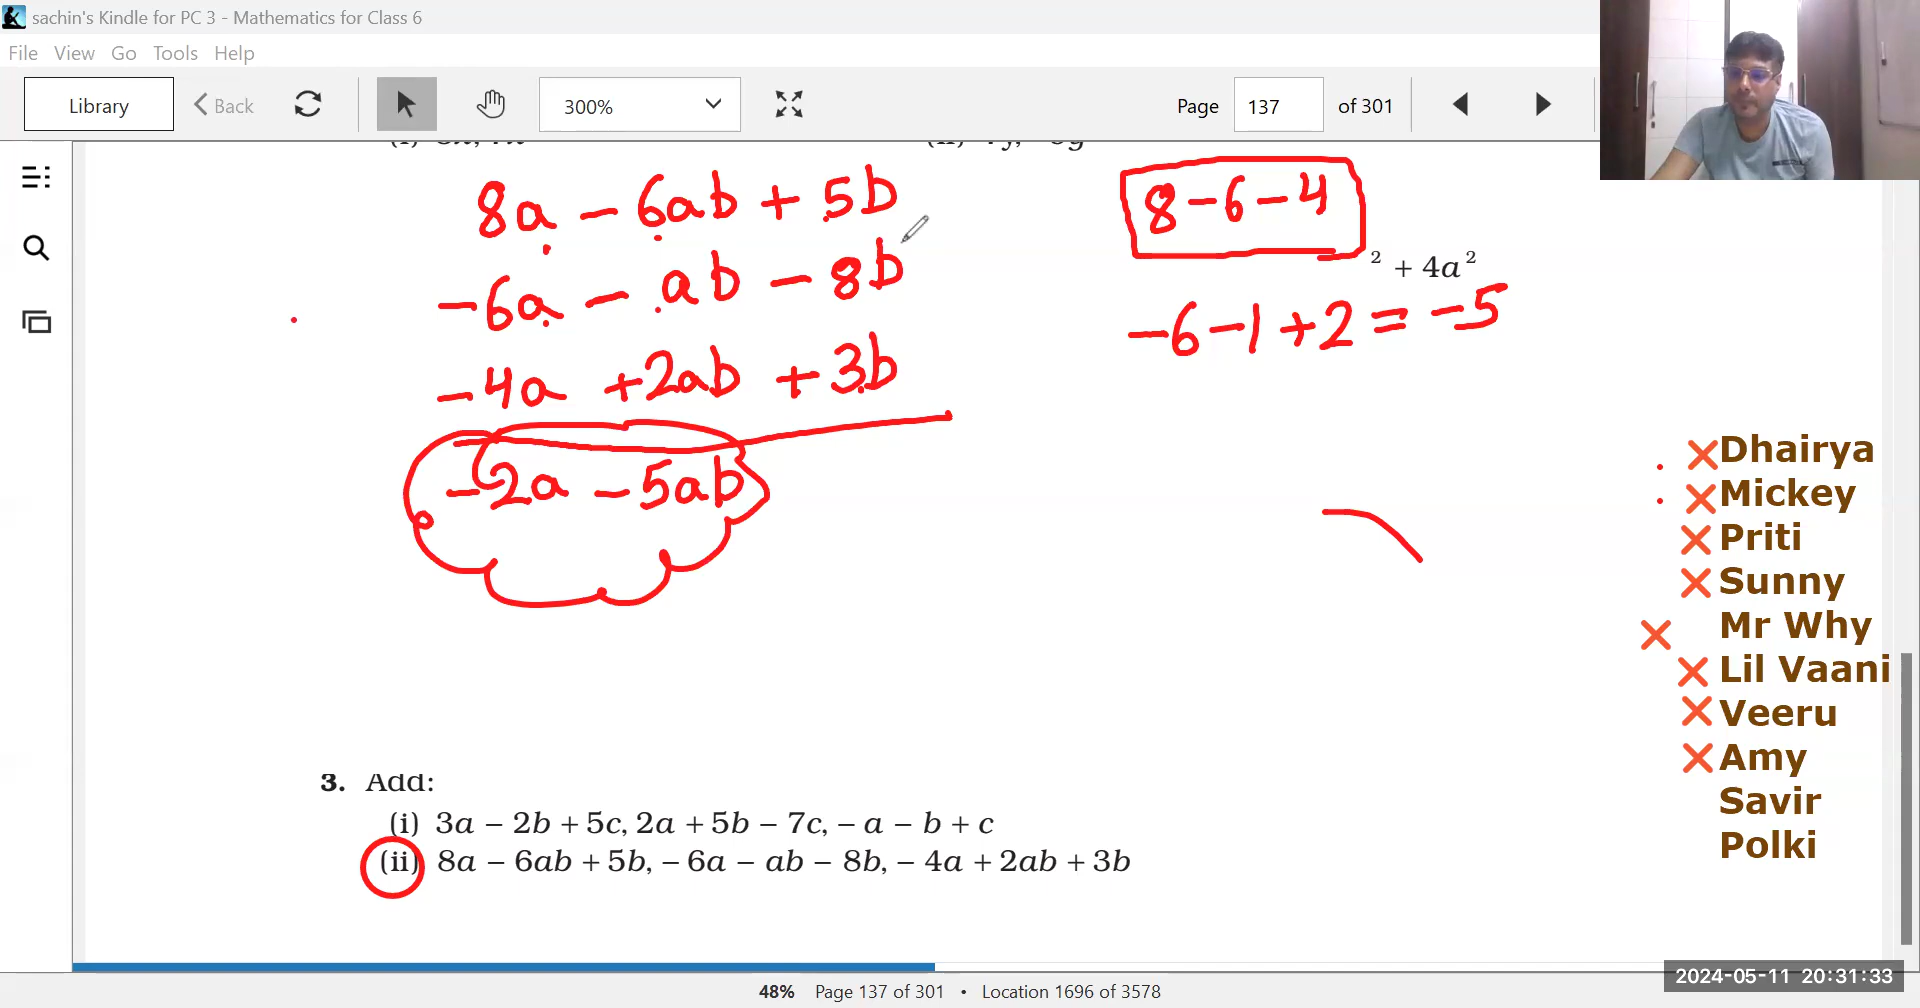 sachin's Kindle for PC 3 - Mathematics for Class 6
File View Go Tools Help
Library Back 300% Page 137 of 301
8a - 6ab + 5b
-6a - ab - 8b
-4a +2ab +3b
-2a -5ab
8-6-4
² + 4a²
-6-1+2=-5
Dhairya
Mickey
Priti
Sunny
Mr Why
Lil Vaani
Veeru
Amy
Savir
Polki
3. Add:
(i) 3a – 2b + 5c, 2a + 5b – 7c, – a – b + c
(ii) 8a – 6ab + 5b, – 6a – ab – 8b, – 4a + 2ab + 3b
2024-05-11 20:31:33
48% Page 137 of 301 • Location 1696 of 3578